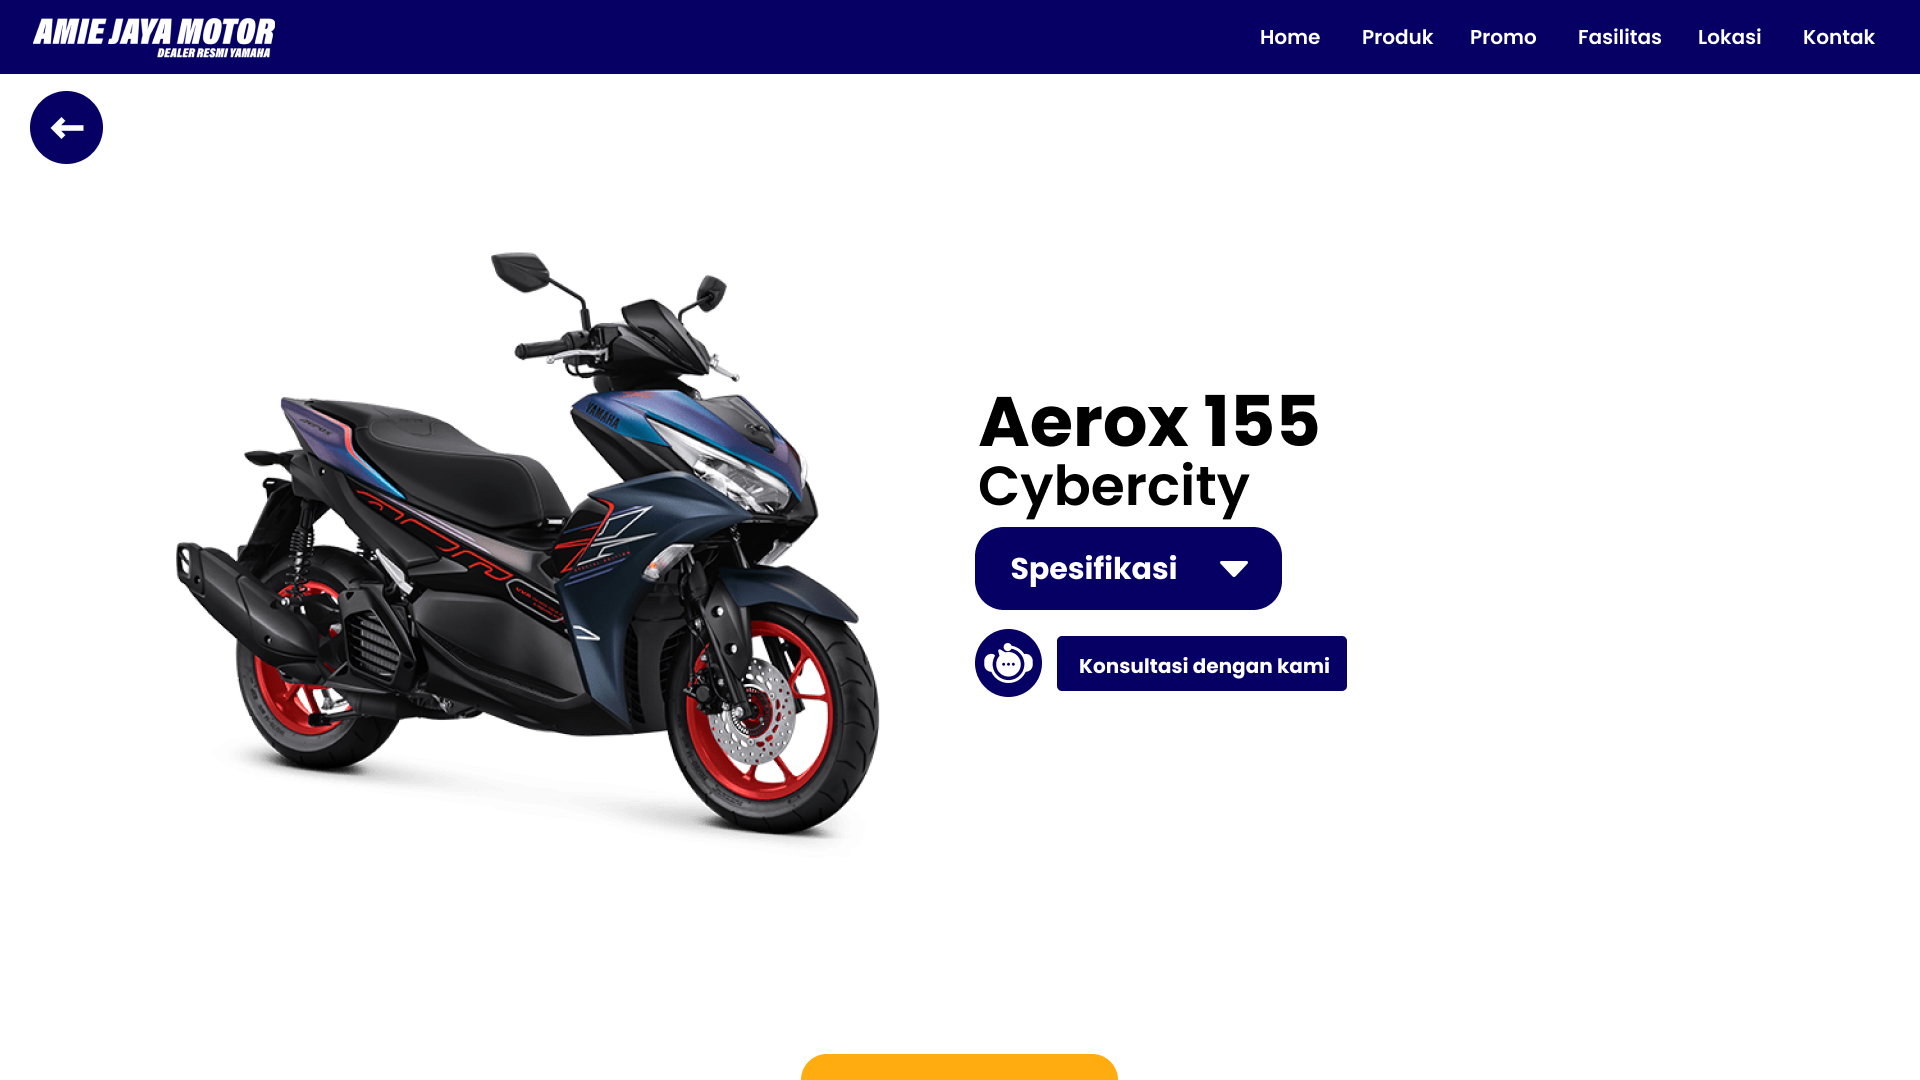 AMIE JAYA MOTOR
DEALER RESMI YAMAHA
Home Produk Promo Fasilitas Lokasi Kontak
YAMAHA
Aerox 155
Cybercity
Spesifikasi
Konsultasi dengan kami